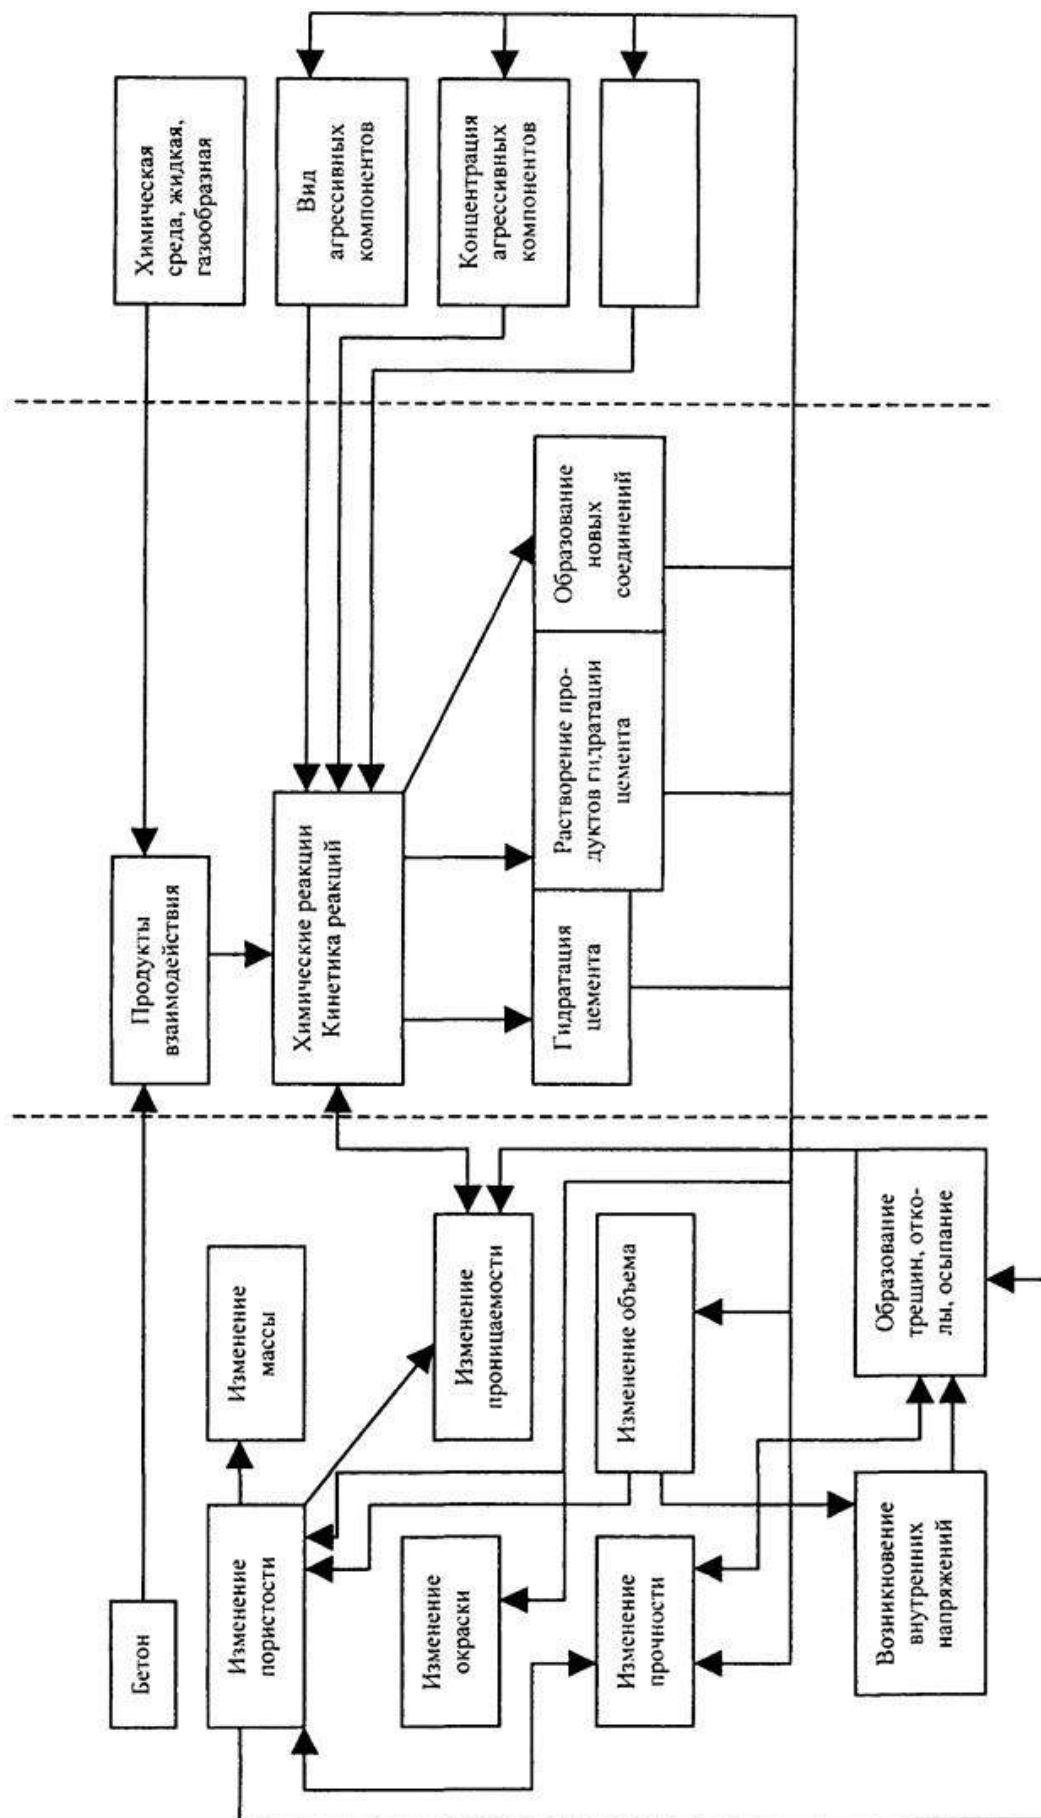 Бетон
Продукты
взаимодействия
Химическая
среда, жидкая,
газообразная
Изменение
пористости
Изменение
массы
Химические реакции
Кинетика реакций
Вид
агрессивных
компонентов
Изменение
окраски
Изменение
проницаемости
Концентрация
агрессивных
компонентов
Изменение
прочности
Изменение объема
Гидратация
цемента
Растворение про-
дуктов гидратации
цемента
Образование
новых
соединений
Возникновение
внутренних
напряжений
Образование
трещин, отко-
лы, осыпание